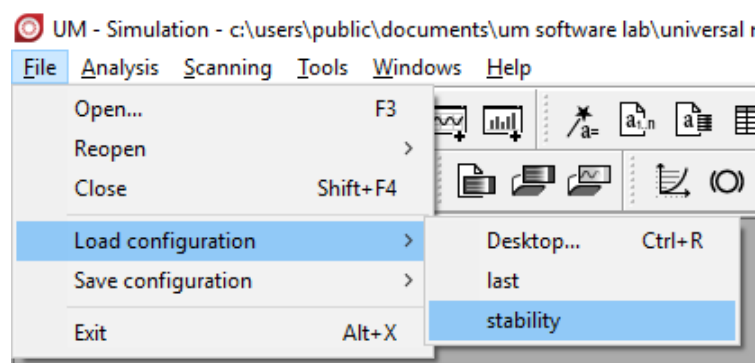 UM - Simulation - c:\users\public\documents\um software lab\universal
File Analysis Scanning Tools Windows Help
Open... F3
Reopen
Close Shift+F4
Load configuration
Save configuration
Exit Alt+X
Desktop... Ctrl+R
last
stability
a=
a..n
a